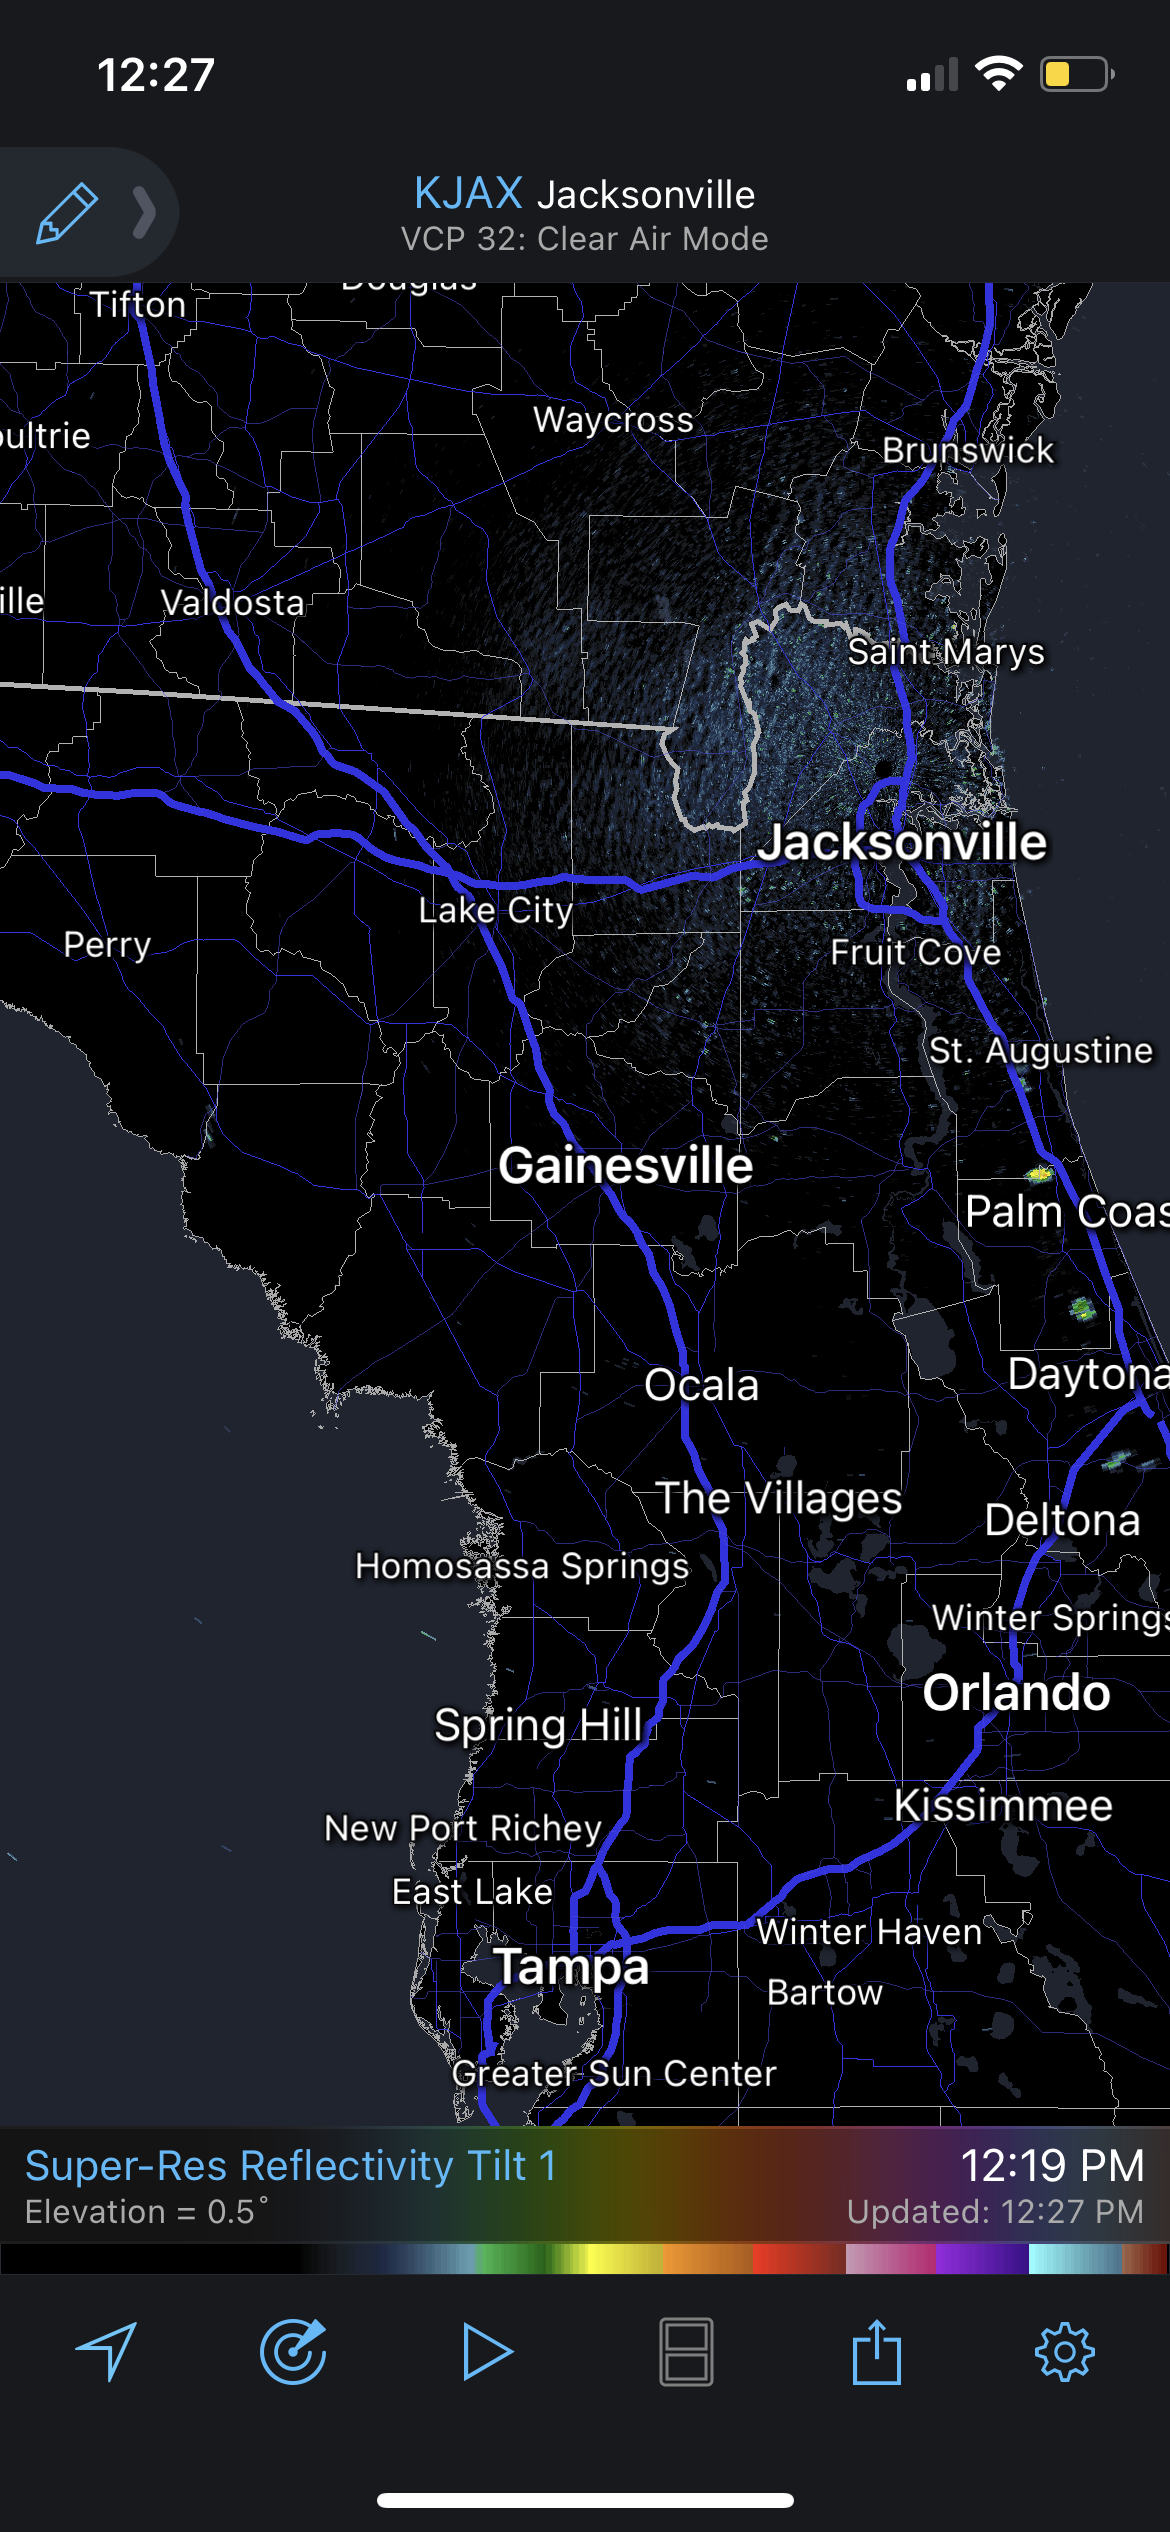 12:27
KJAX Jacksonville
VCP 32: Clear Air Mode
Douglas
Tifton
Waycross
oultrie
Brunswick
ille
Valdosta
Saint Marys
Jacksonville
Lake City
Perry
Fruit Cove
St. Augustine
Gainesville
Palm Coas
Daytona
Ocala
The Villages
Deltona
Homosassa Springs
Winter Springs
Orlando
Spring Hill
Kissimmee
New Port Richey
East Lake
Winter Haven
Tampa
Bartow
Greater Sun Center
Super-Res Reflectivity Tilt 1
12:19 PM
Elevation = 0.5°
Updated: 12:27 PM